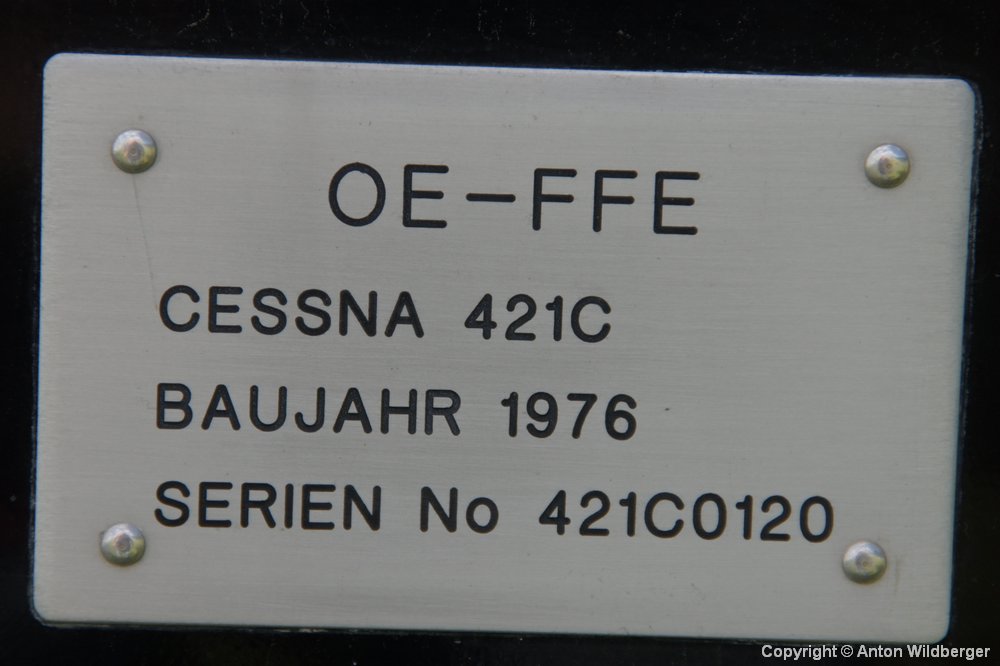 OE-FFE
CESSNA 421C
BAUJAHR 1976
SERIEN No 421C0120
Copyright © Anton Wildberger